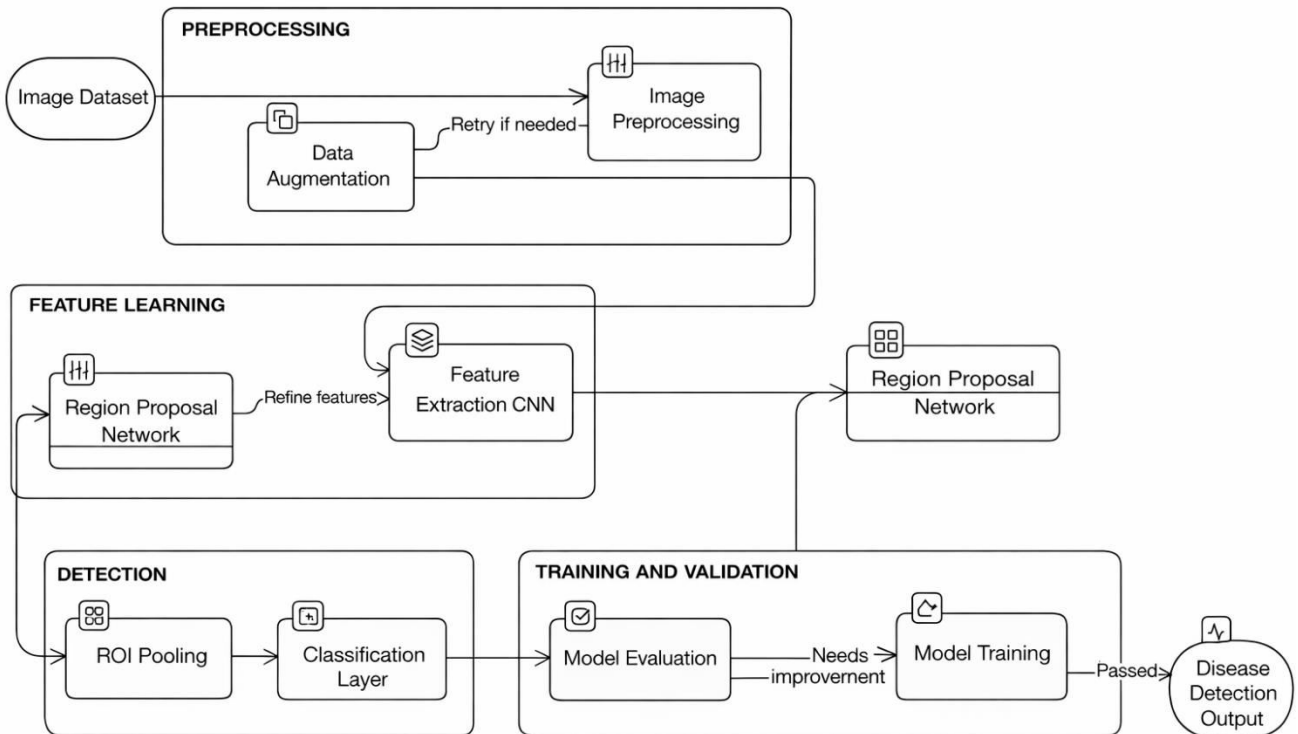 PREPROCESSING
Image Dataset
Image
Preprocessing
Retry if needed
Data
Augmentation
FEATURE LEARNING
Region Proposal
Network
Refine features
Feature
Extraction CNN
Region Proposal
Network
DETECTION
ROI Pooling
Classification
Layer
TRAINING AND VALIDATION
Model Evaluation
Needs
improvement
Model Training
Passed
Disease
Detection
Output